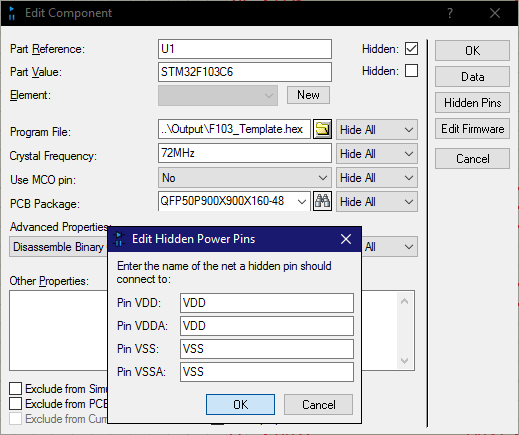 Edit Component
Part Reference: U1 Hidden:
Part Value: STM32F103C6 Hidden:
Element: New
Program File: ..\Output\F103_Template.hex Hide All
Crystal Frequency: 72MHz Hide All
Use MCO pin: No Hide All
PCB Package: QFP50P900X900X160-48 Hide All
Advanced Properties:
Disassemble Binary All
Other Properties:
Exclude from Sim
Exclude from PCB
Exclude from Cur
OK
Data
Hidden Pins
Edit Firmware
Cancel
Edit Hidden Power Pins
Enter the name of the net a hidden pin should
connect to:
Pin VDD: VDD
Pin VDDA: VDD
Pin VSS: VSS
Pin VSSA: VSS
OK Cancel